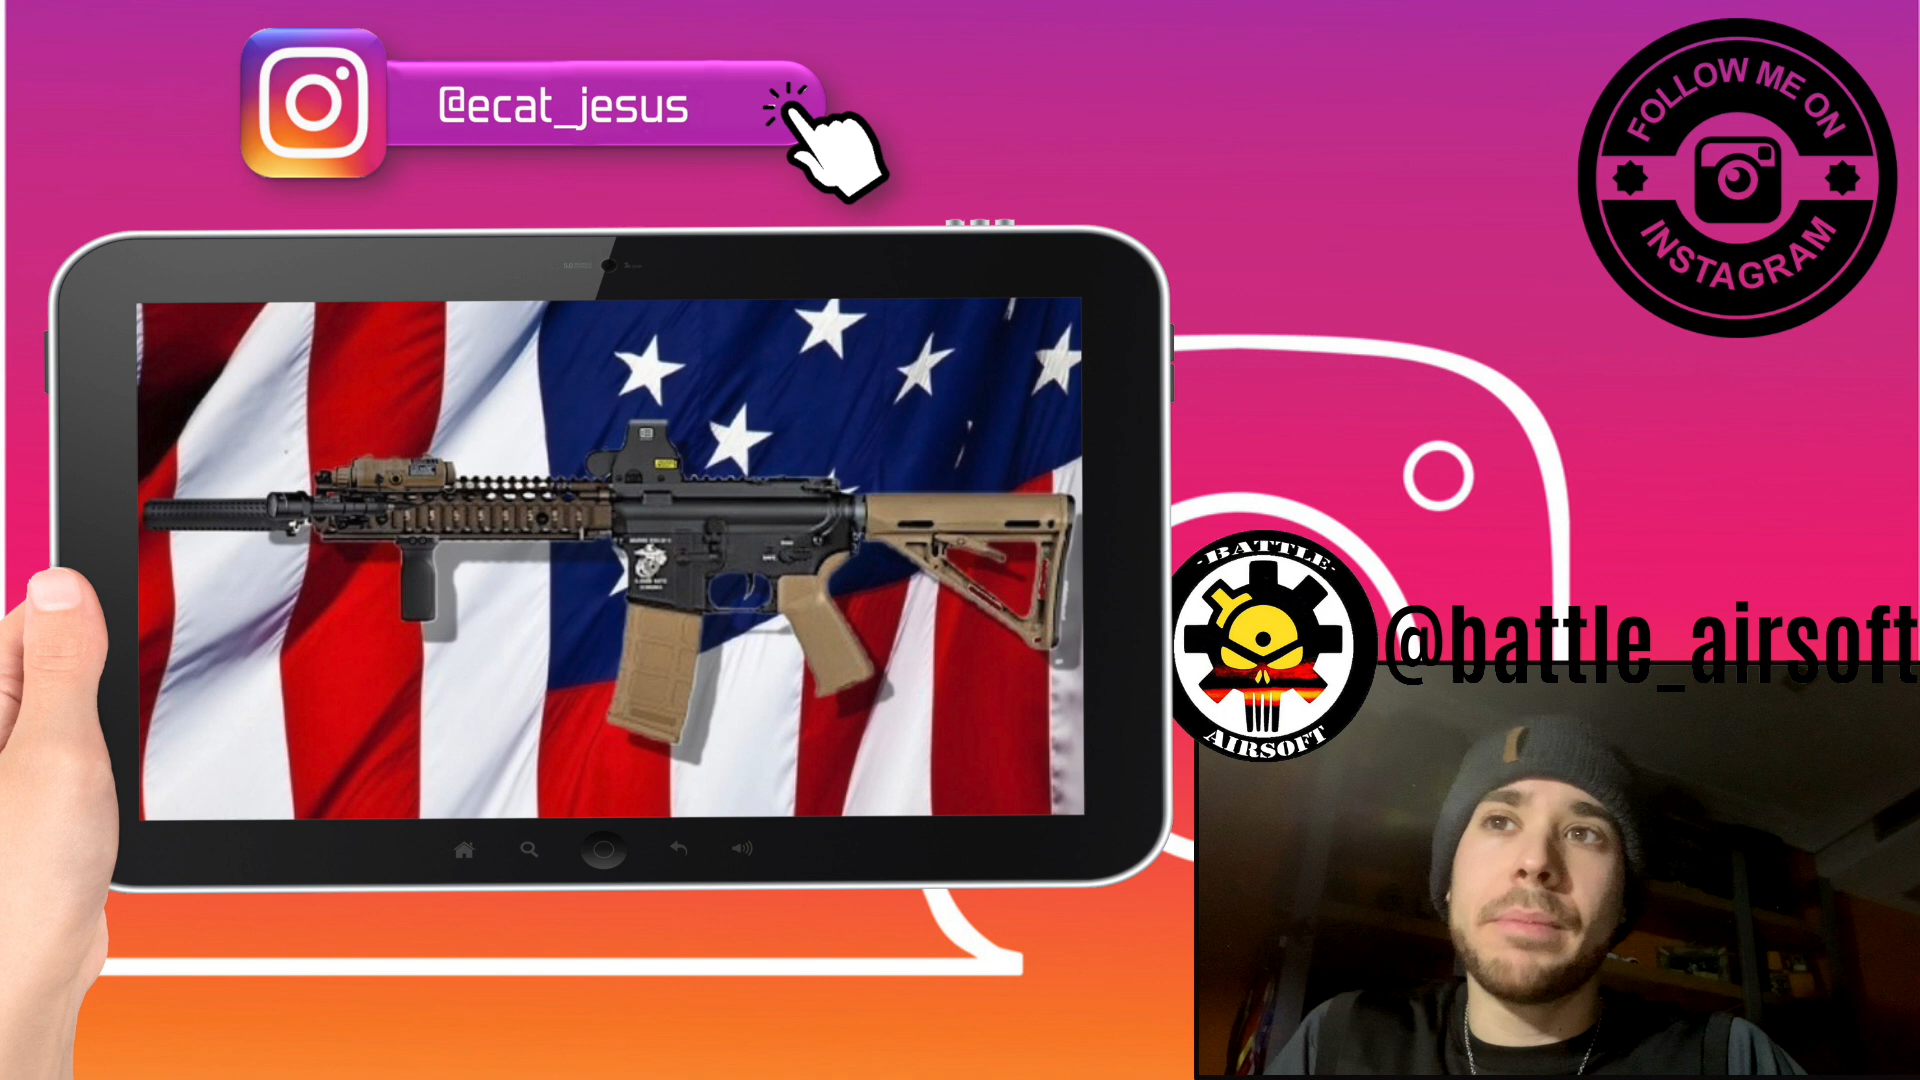 @ecat_jesus
FOLLOW ME ON
INSTAGRAM
BATTLE
AIRSOFT
@battle_airsoft